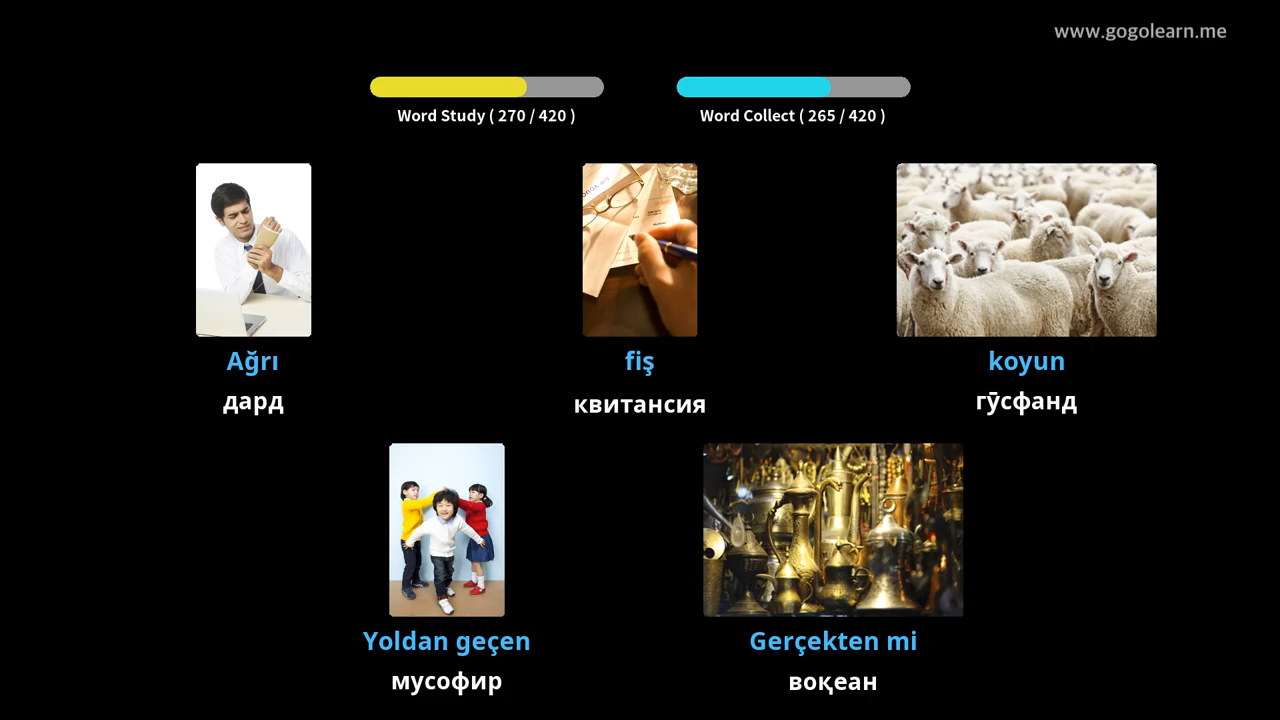 www.gogolearn.me
Word Study ( 270 / 420 )
Word Collect ( 265 / 420 )
Ağrı
дард
fiş
квитансия
koyun
гӯсфанд
Yoldan geçen
мусофир
Gerçekten mi
воқеан